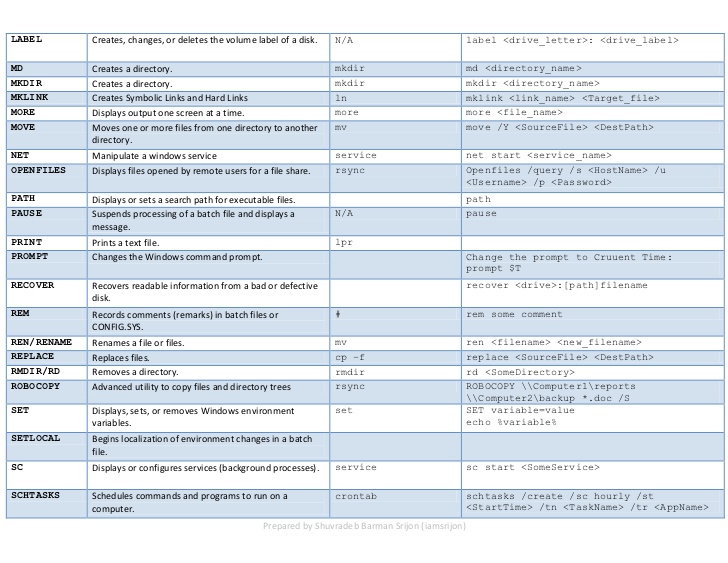 LABEL Creates, changes, or deletes the volume label of a disk. N/A label <drive_letter>: <drive_label>
MD Creates a directory. mkdir md <directory_name>
MKDIR Creates a directory. mkdir mkdir <directory_name>
MKLINK Creates Symbolic Links and Hard Links ln mklink <link_name> <Target_file>
MORE Displays output one screen at a time. more more <file_name>
MOVE Moves one or more files from one directory to another mv move /Y <SourceFile> <DestPath>
directory.
NET Manipulate a windows service service net start <service_name>
OPENFILES Displays files opened by remote users for a file share. rsync Openfiles /query /s <HostName> /u
<Username> /p <Password>
PATH Displays or sets a search path for executable files. path
PAUSE Suspends processing of a batch file and displays a N/A pause
message.
PRINT Prints a text file. lpr
PROMPT Changes the Windows command prompt. Change the prompt to Cruuent Time:
prompt $T
RECOVER Recovers readable information from a bad or defective recover <drive>:[path]filename
disk.
REM Records comments (remarks) in batch files or # rem some comment
CONFIG.SYS.
REN/RENAME Renames a file or files. mv ren <filename> <new_filename>
REPLACE Replaces files. cp -f replace <SourceFile> <DestPath>
RMDIR/RD Removes a directory. rmdir rd <SomeDirectory>
ROBOCOPY Advanced utility to copy files and directory trees rsync ROBOCOPY \\Computer1\reports
\\Computer2\backup *.doc /S
SET Displays, sets, or removes Windows environment set SET variable=value
variables. echo %variable%
SETLOCAL Begins localization of environment changes in a batch
file.
SC Displays or configures services (background processes). service sc start <SomeService>
SCHTASKS Schedules commands and programs to run on a crontab schtasks /create /sc hourly /st
computer. <StartTime> /tn <TaskName> /tr <AppName>
Prepared by Shuvradeb Barman Srijon (iamsrijon)